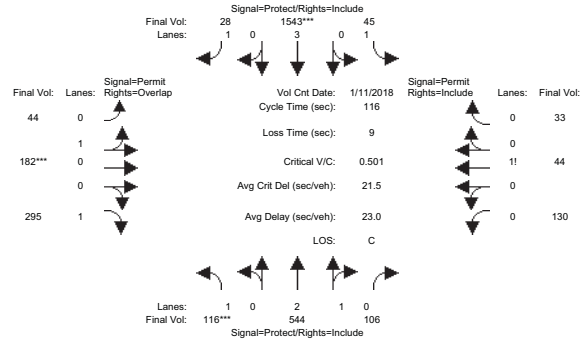 Signal=Protect/Rights=Include
Final Vol: 28 1543*** 45
Lanes: 1 0 3 0 1
Signal=Permit Signal=Permit
Final Vol: Lanes: Rights=Overlap Vol Cnt Date: 1/11/2018 Rights=Include Lanes: Final Vol:
Cycle Time (sec): 116
44 0 0 33
Loss Time (sec): 9
1 0
182*** 0 Critical V/C: 0.501 1! 44
0 Avg Crit Del (sec/veh): 21.5 0
295 1 Avg Delay (sec/veh): 23.0 0 130
LOS: C
Lanes: 1 0 2 1 0
Final Vol: 116*** 544 106
Signal=Protect/Rights=Include